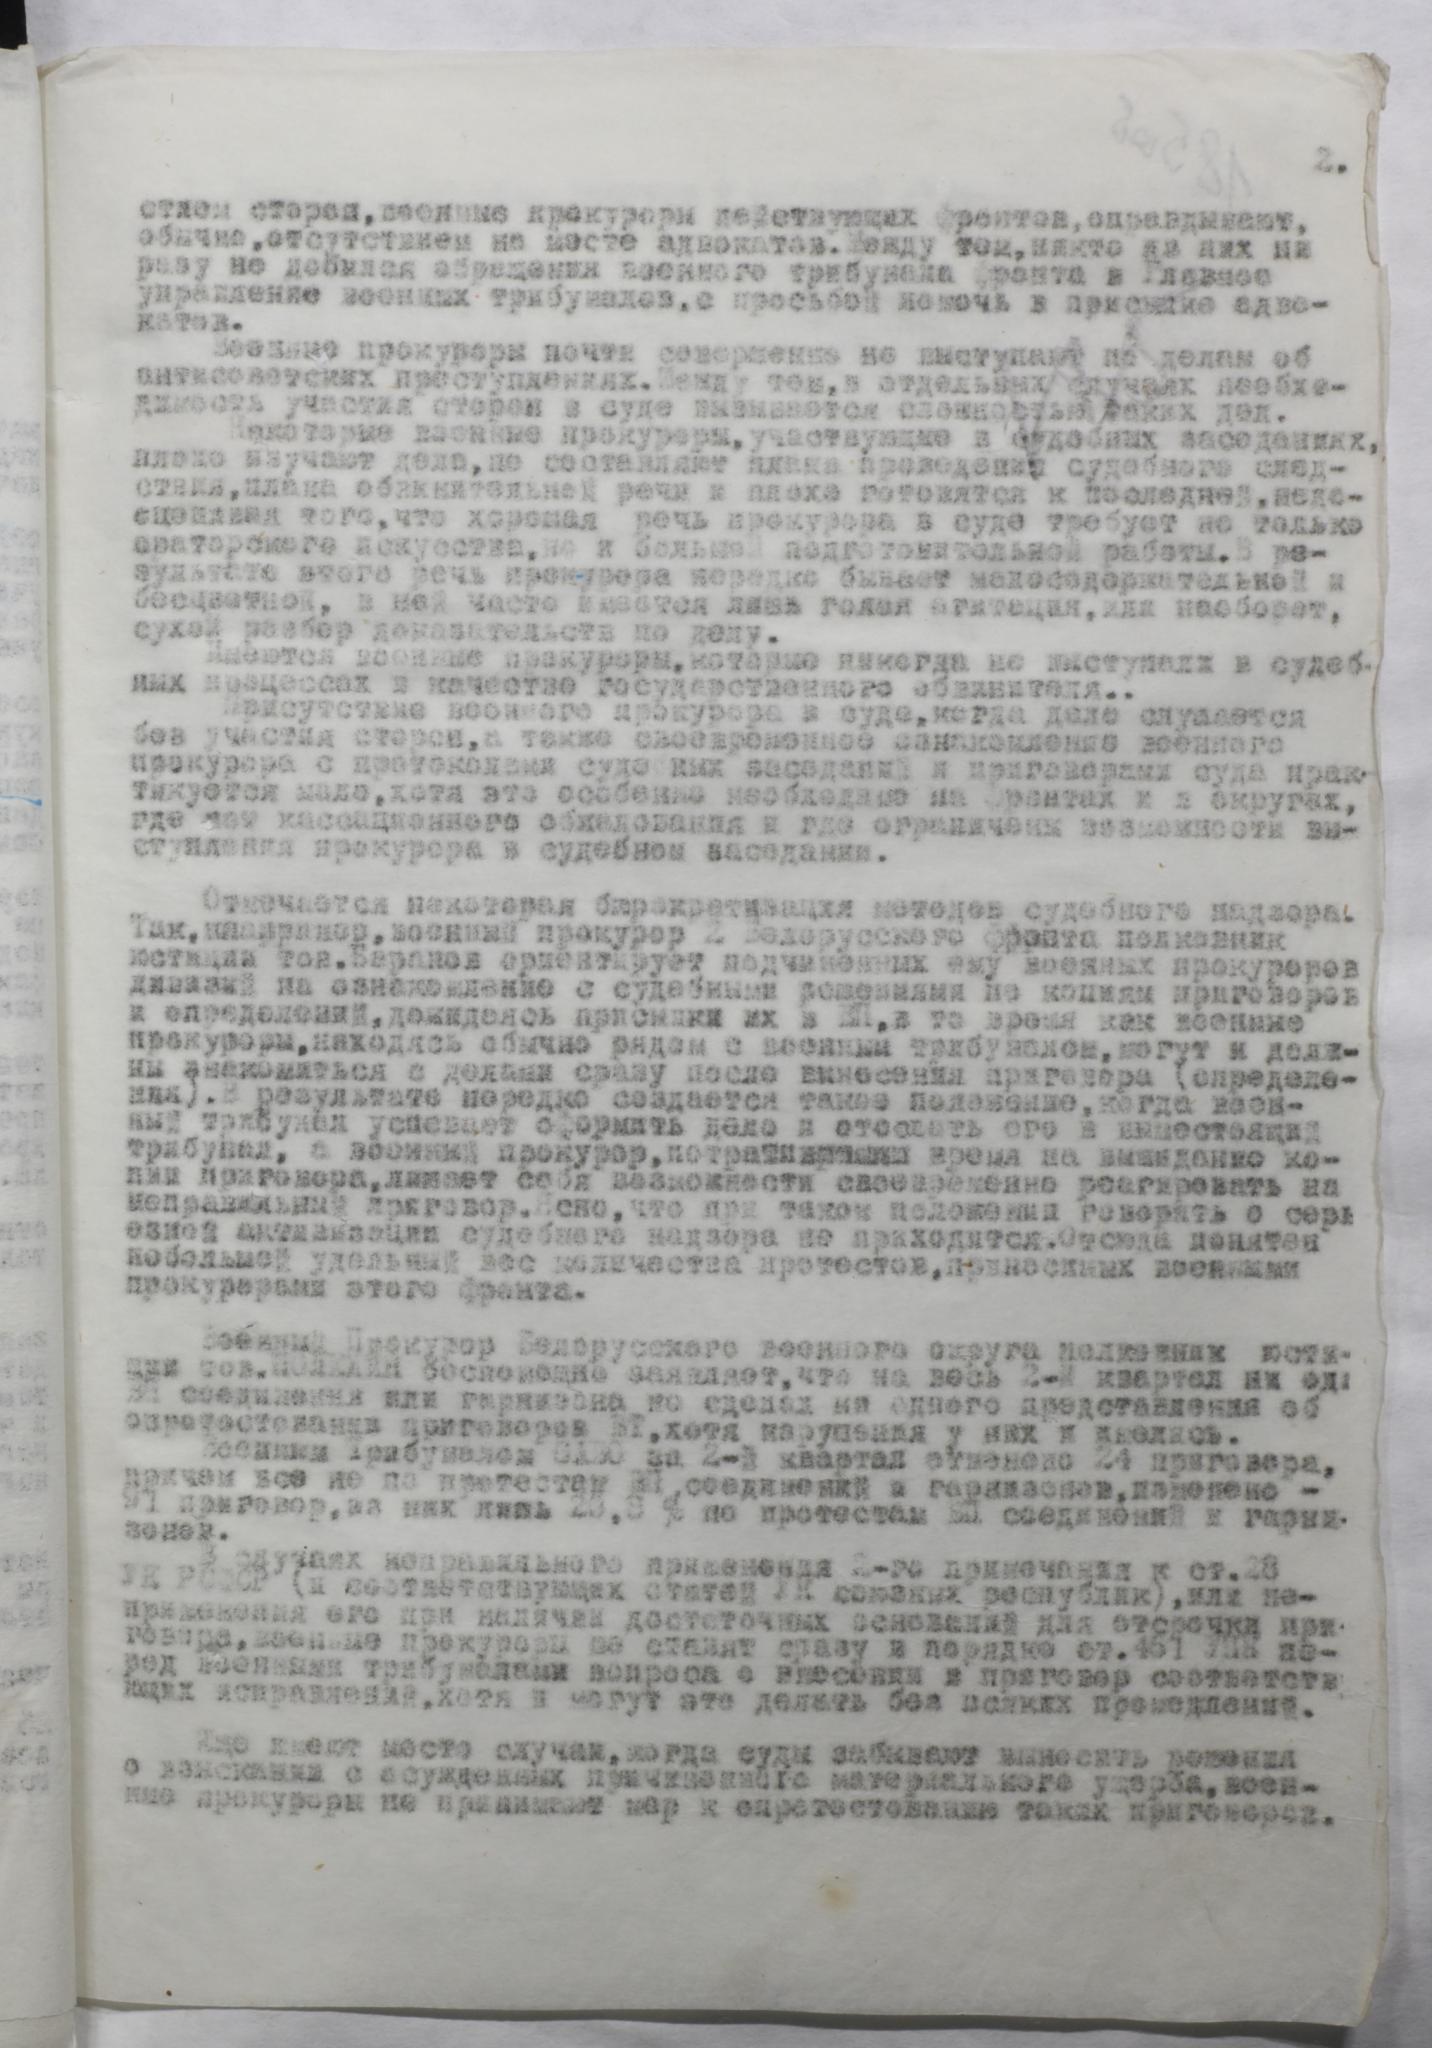 2.
стием сторон, военные прокуроры действующих фронтов, оправдывают,
обычно, отсутствием на месте адвокатов. Между тем, никто из них ни
разу не добился обращения военного трибунала фронта в Главное
управление военных трибуналов, с просьбой помочь в присылке адво-
катов.
Военные прокуроры почти совершенно не выступают по делам об
антисоветских преступлениях. Между тем, в отдельных случаях необхо-
димость участия сторон в суде вызывается сложностью таких дел.
Некоторые военные прокуроры, участвующие в судебных заседаниях,
плохо изучают дело, не составляют плана проведения судебного след-
ствия, плана обвинительной речи и плохо готовятся к последней, недо-
оценивая того, что хорошая речь прокурора в суде требует не только
ораторского искусства, но и большой подготовительной работы. В ре-
зультате этого речь прокурора нередко бывает малосодержательной и
бесцветной, в ней часто имеется лишь голая агитация, или наоборот,
сухой разбор доказательств по делу.
Имеются военные прокуроры, которые никогда не выступали в судеб-
ных процессах в качестве государственного обвинителя..
Присутствие военного прокурора в суде, когда дело слушается
без участия сторон, а также своевременное ознакомление военного
прокурора с протоколами судебных заседаний и приговорами суда прак-
тикуется мало, хотя это особенно необходимо на фронтах и в округах,
где нет кассационного обжалования и где ограничены возможности вы-
ступления прокурора в судебном заседании.
Отмечается некоторая бюрократизация методов судебного надзора.
Так, например, военный прокурор 2 Белорусского фронта полковник
юстиции тов. Баранов ориентирует подчиненных ему военных прокуроров
дивизий на ознакомление с судебными решениями по копиям приговоров
и определений, дожидаясь присылки их в ВП, в то время как военные
прокуроры, находясь обычно рядом с военным трибуналом, могут и долж-
ны знакомиться с делами сразу после вынесения приговора (определе-
ния). В результате нередко создается такое положение, когда воен-
ный трибунал успевает оформить дело и отослать его в вышестоящий
трибунал, а военный прокурор, время на выжидание ко-
пии приговора, лишает себя возможности своевременно реагировать на
неправильный приговор. Ясно, что при таком положении говорить о серь
езной активизации судебного надзора не приходится. Отсюда понятен
небольшой удельный вес количества протестов, приносимых военными
прокурорами этого фронта.
Военный Прокурор Белорусского военного округа полковник юсти-
ции тов. беспомощно заявляет, что на весь 2-й квартал ни од
ВП соединения или гарнизона не сделал ни одного представления об
опротестовании приговоров ВТ, хотя нарушения у них и имелись.
Военным Трибуналом за 2-й квартал отменено 24 приговора,
причем все не по протестам ВП, соединений и гарнизонов, изменено -
91 приговор, из них лишь % по протестам ВП соединений и гарни-
зонов.
В случаях неправильного применения 2-го примечания к ст.28
УК РСФСР (и соответствующих статей УК союзных республик), или не-
применения его при наличии достаточных оснований для отсрочки при-
говора, военные прокуроры не ставят сразу в порядке ст.461 УПК пе-
ред военными трибуналами вопроса о внесении в приговор соответств
ющих исправлений, хотя и могут это делать без всяких промедлений.
Еще имеют место случаи, когда суды забывают выносить решения
о взыскании с осужденных причиненного материального ущерба, воен-
ные прокуроры не принимают мер к опротестованию таких приговоров.